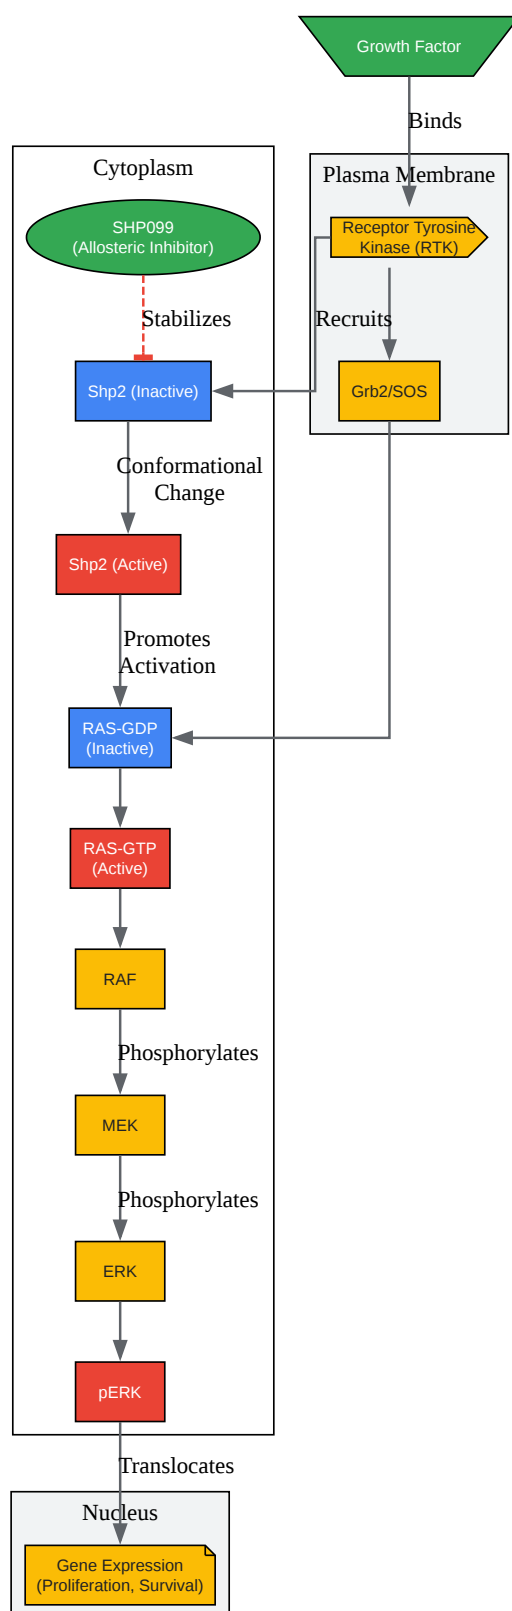 Growth Factor
Binds
Cytoplasm
Plasma Membrane
SHP099
(Allosteric Inhibitor)
Receptor Tyrosine
Kinase (RTK)
Stabilizes
Recruits
Shp2 (Inactive)
Grb2/SOS
Conformational
Change
Shp2 (Active)
Promotes
Activation
RAS-GDP
(Inactive)
RAS-GTP
(Active)
RAF
Phosphorylates
MEK
Phosphorylates
ERK
pERK
Translocates
Nucleus
Gene Expression
(Proliferation, Survival)